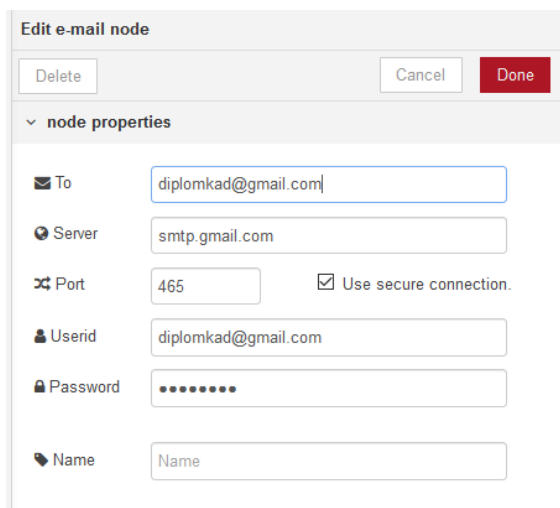 Edit e-mail node
Delete Cancel Done
node properties
To diplomkad@gmail.com
Server smtp.gmail.com
Port 465 Use secure connection.
Userid diplomkad@gmail.com
Password ••••••••
Name Name